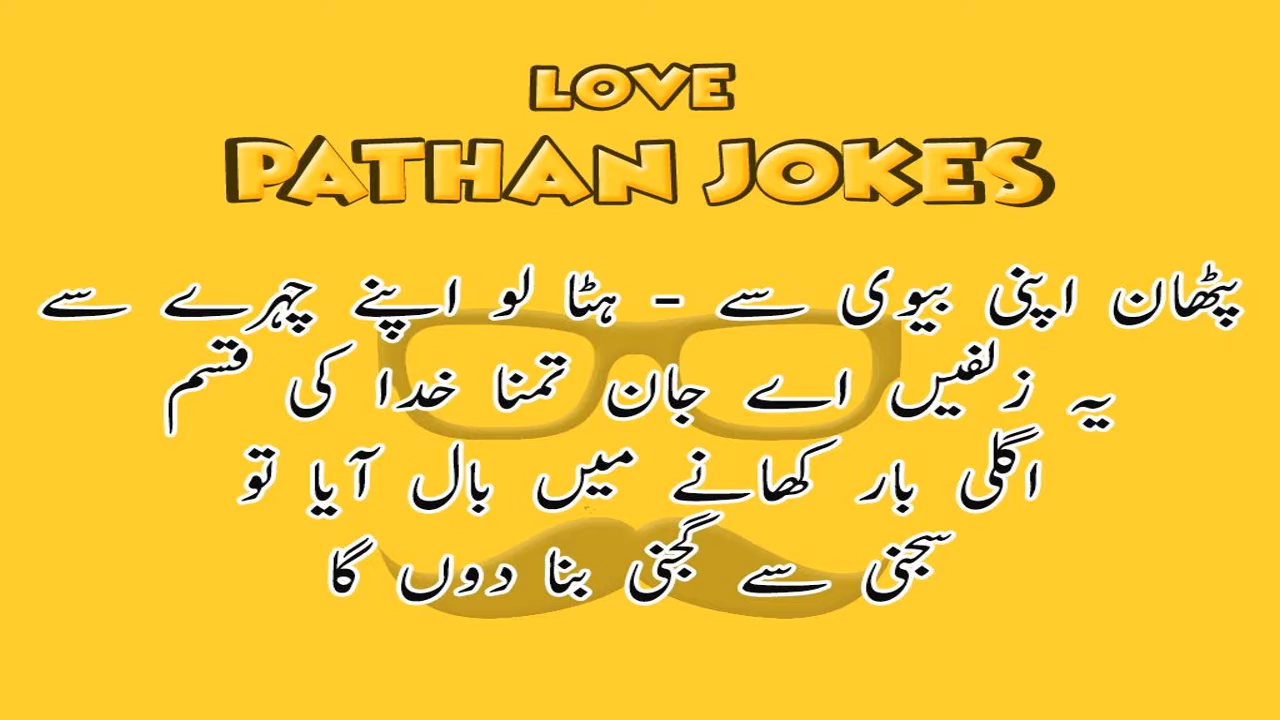 LOVE
PATHAN JOKES
پٹھان اپنی بیوی سے - ہٹا لو اپنے چہرے سے
یہ زلفیں اے جان تمنا خدا کی قسم
اگلی بار کھانے میں بال آیا تو
سجنی سے گجنی بنا دوں گا